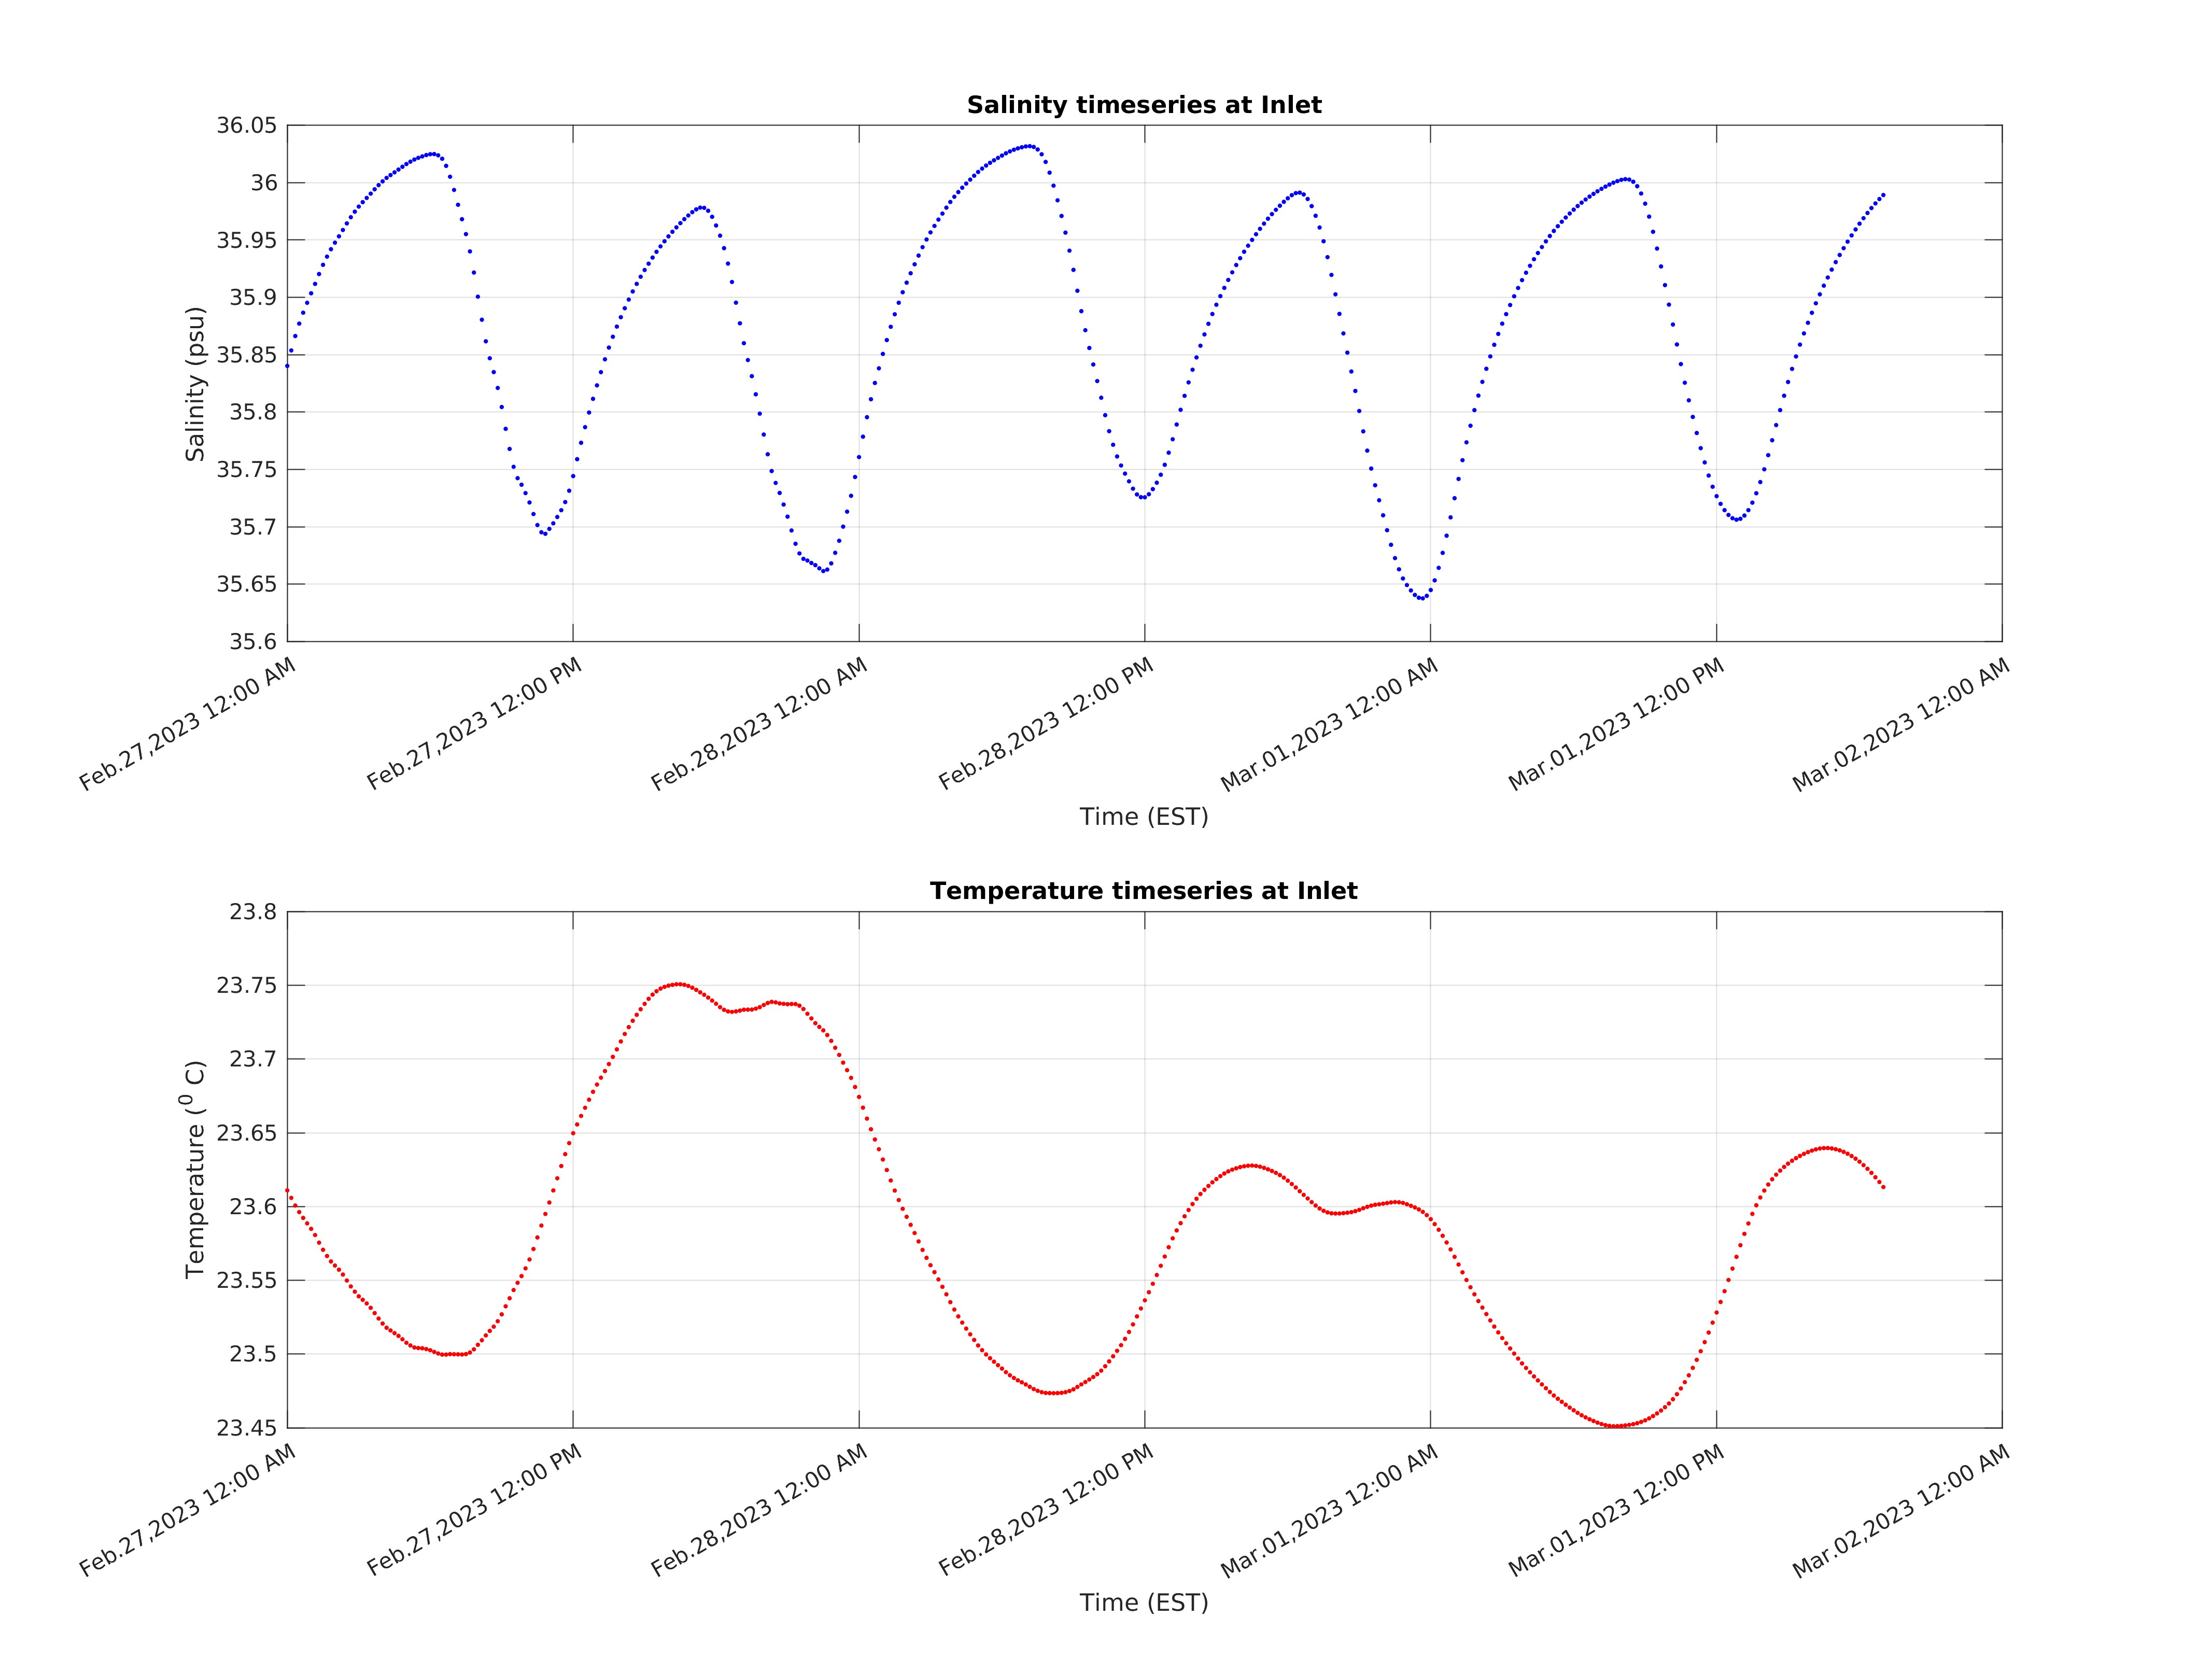 Salinity timeseries at Inlet
36.05
36
35.95
35.9
35.85
35.8
35.75
35.7
35.65
35.6
Salinity (psu)
Feb.27,2023 12:00 AM
Feb.27,2023 12:00 PM
Feb.28,2023 12:00 AM
Feb.28,2023 12:00 PM
Mar.01,2023 12:00 AM
Mar.01,2023 12:00 PM
Mar.02,2023 12:00 AM
Time (EST)
Temperature timeseries at Inlet
23.8
23.75
23.7
23.65
23.6
23.55
23.5
23.45
Temperature (⁰ C)
Feb.27,2023 12:00 AM
Feb.27,2023 12:00 PM
Feb.28,2023 12:00 AM
Feb.28,2023 12:00 PM
Mar.01,2023 12:00 AM
Mar.01,2023 12:00 PM
Mar.02,2023 12:00 AM
Time (EST)